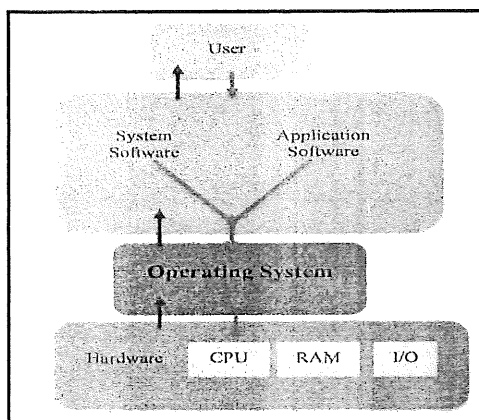 User
System
Software
Application
Software
Operating System
Hardware
CPU
RAM
I/O